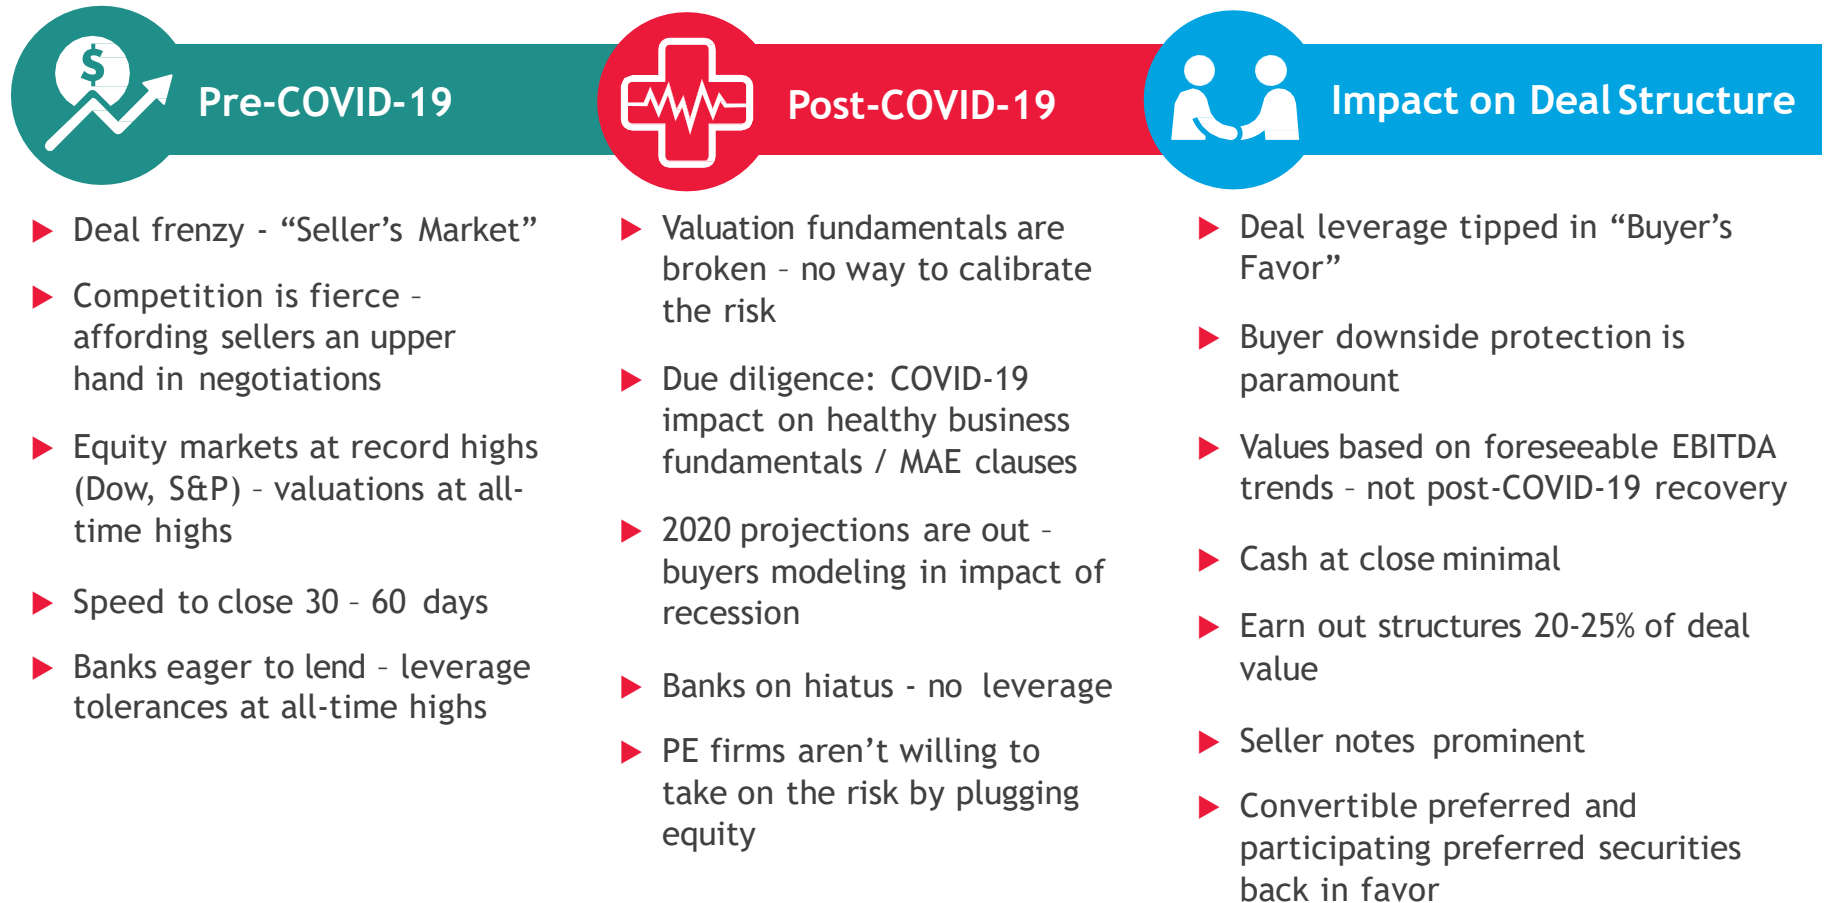 $
Pre-COVID-19
Deal frenzy - “Seller’s Market”
Competition is fierce –
affording sellers an upper
hand in negotiations
Equity markets at record highs
(Dow, S&P) – valuations at all-
time highs
Speed to close 30 – 60 days
Banks eager to lend – leverage
tolerances at all-time highs
Post-COVID-19
Valuation fundamentals are
broken – no way to calibrate
the risk
Due diligence: COVID-19
impact on healthy business
fundamentals / MAE clauses
2020 projections are out –
buyers modeling in impact of
recession
Banks on hiatus - no leverage
PE firms aren’t willing to
take on the risk by plugging
equity
Impact on Deal Structure
Deal leverage tipped in “Buyer’s
Favor”
Buyer downside protection is
paramount
Values based on foreseeable EBITDA
trends – not post-COVID-19 recovery
Cash at close minimal
Earn out structures 20-25% of deal
value
Seller notes prominent
Convertible preferred and
participating preferred securities
back in favor